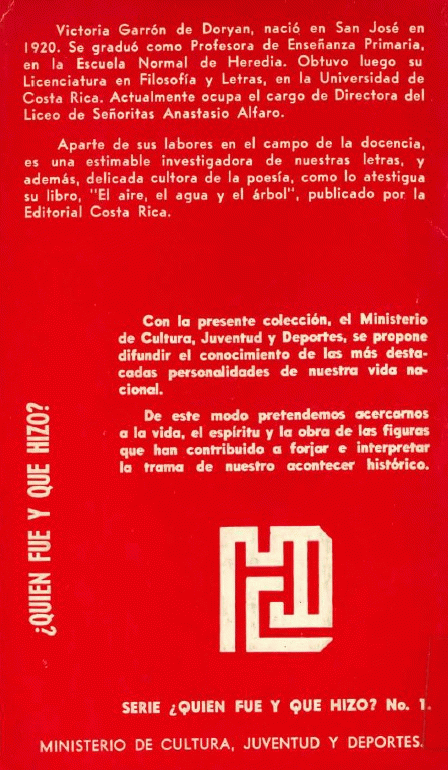 Victoria Garrón de Doryan, nació en San José en
1920. Se graduó como Profesora de Enseñanza Primaria,
en la Escuela Normal de Heredia. Obtuvo luego su
Licenciatura en Filosofía y Letras, en la Universidad de
Costa Rica. Actualmente ocupa el cargo de Directora del
Liceo de Señoritas Anastasio Alfaro.
Aparte de sus labores en el campo de la docencia,
es una estimable investigadora de nuestras letras, y
además, delicada cultora de la poesía, como lo atestigua
su libro, "El aire, el agua y el árbol", publicado por la
Editorial Costa Rica.
Con la presente colección, el Ministerio
de Cultura, Juventud y Deportes, se propone
difundir el conocimiento de las más desta-
cadas personalidades de nuestra vida na-
cional.
De este modo pretendemos acercarnos
a la vida, el espíritu y la obra de las figuras
que han contribuido a forjar e interpretar
la trama de nuestro acontecer histórico.
¿QUIEN FUE Y QUE HIZO?
SERIE ¿QUIEN FUE Y QUE HIZO? No. 1.
MINISTERIO DE CULTURA, JUVENTUD Y DEPORTES.